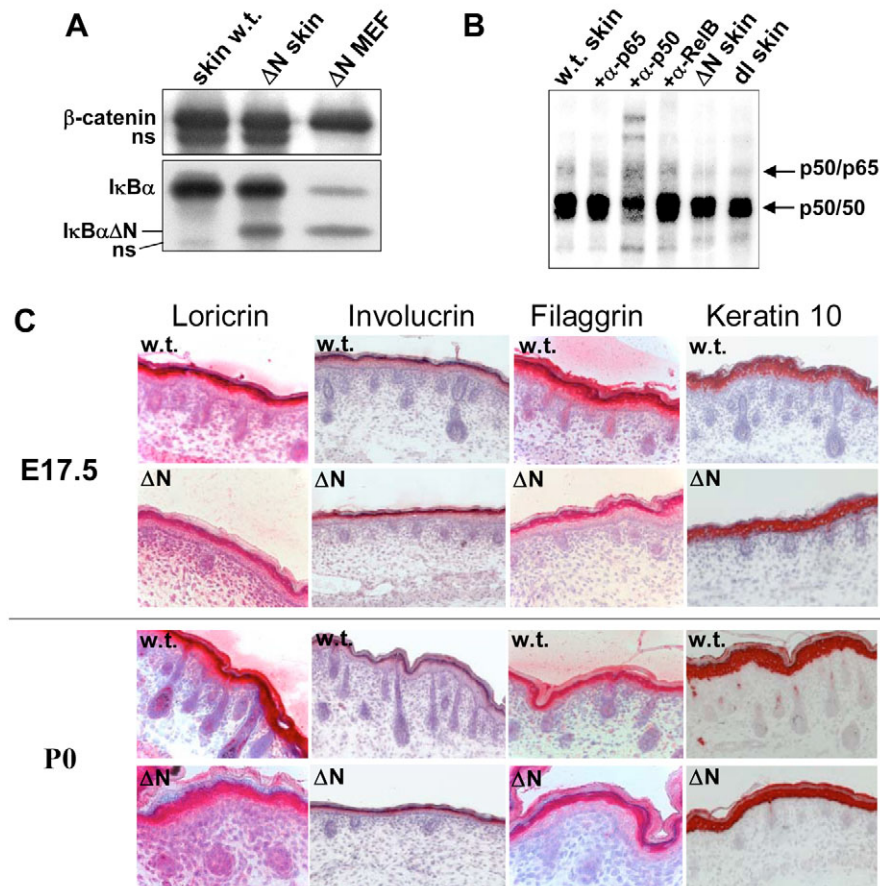 A
skin w.t.
ΔN skin
ΔN MEF
β-catenin
ns
IκBα
IκBαΔN
ns
B
w.t. skin
+α-p65
+α-p50
+α-RelB
ΔN skin
dl skin
p50/p65
p50/50
C
Loricrin Involucrin Filaggrin Keratin 10
w.t. w.t. w.t. w.t.
E17.5
ΔN ΔN ΔN ΔN
w.t. w.t. w.t. w.t.
P0
ΔN ΔN ΔN ΔN